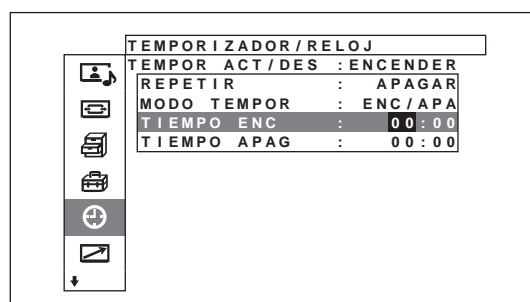 TEMPORIZADOR/RELOJ
TEMPOR ACT/DES :ENCENDER
REPETIR : APAGAR
MODO TEMPOR : ENC/APA
TIEMPO ENC : 00:00
TIEMPO APAG : 00:00